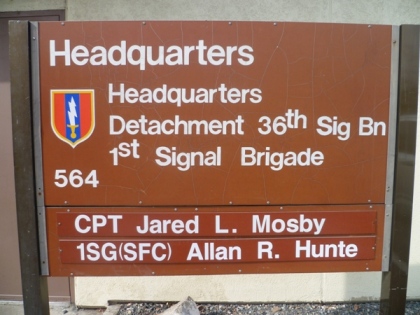 Headquarters
Headquarters
Detachment 36th Sig Bn
1st Signal Brigade
564
CPT Jared L. Mosby
1SG(SFC) Allan R. Hunte